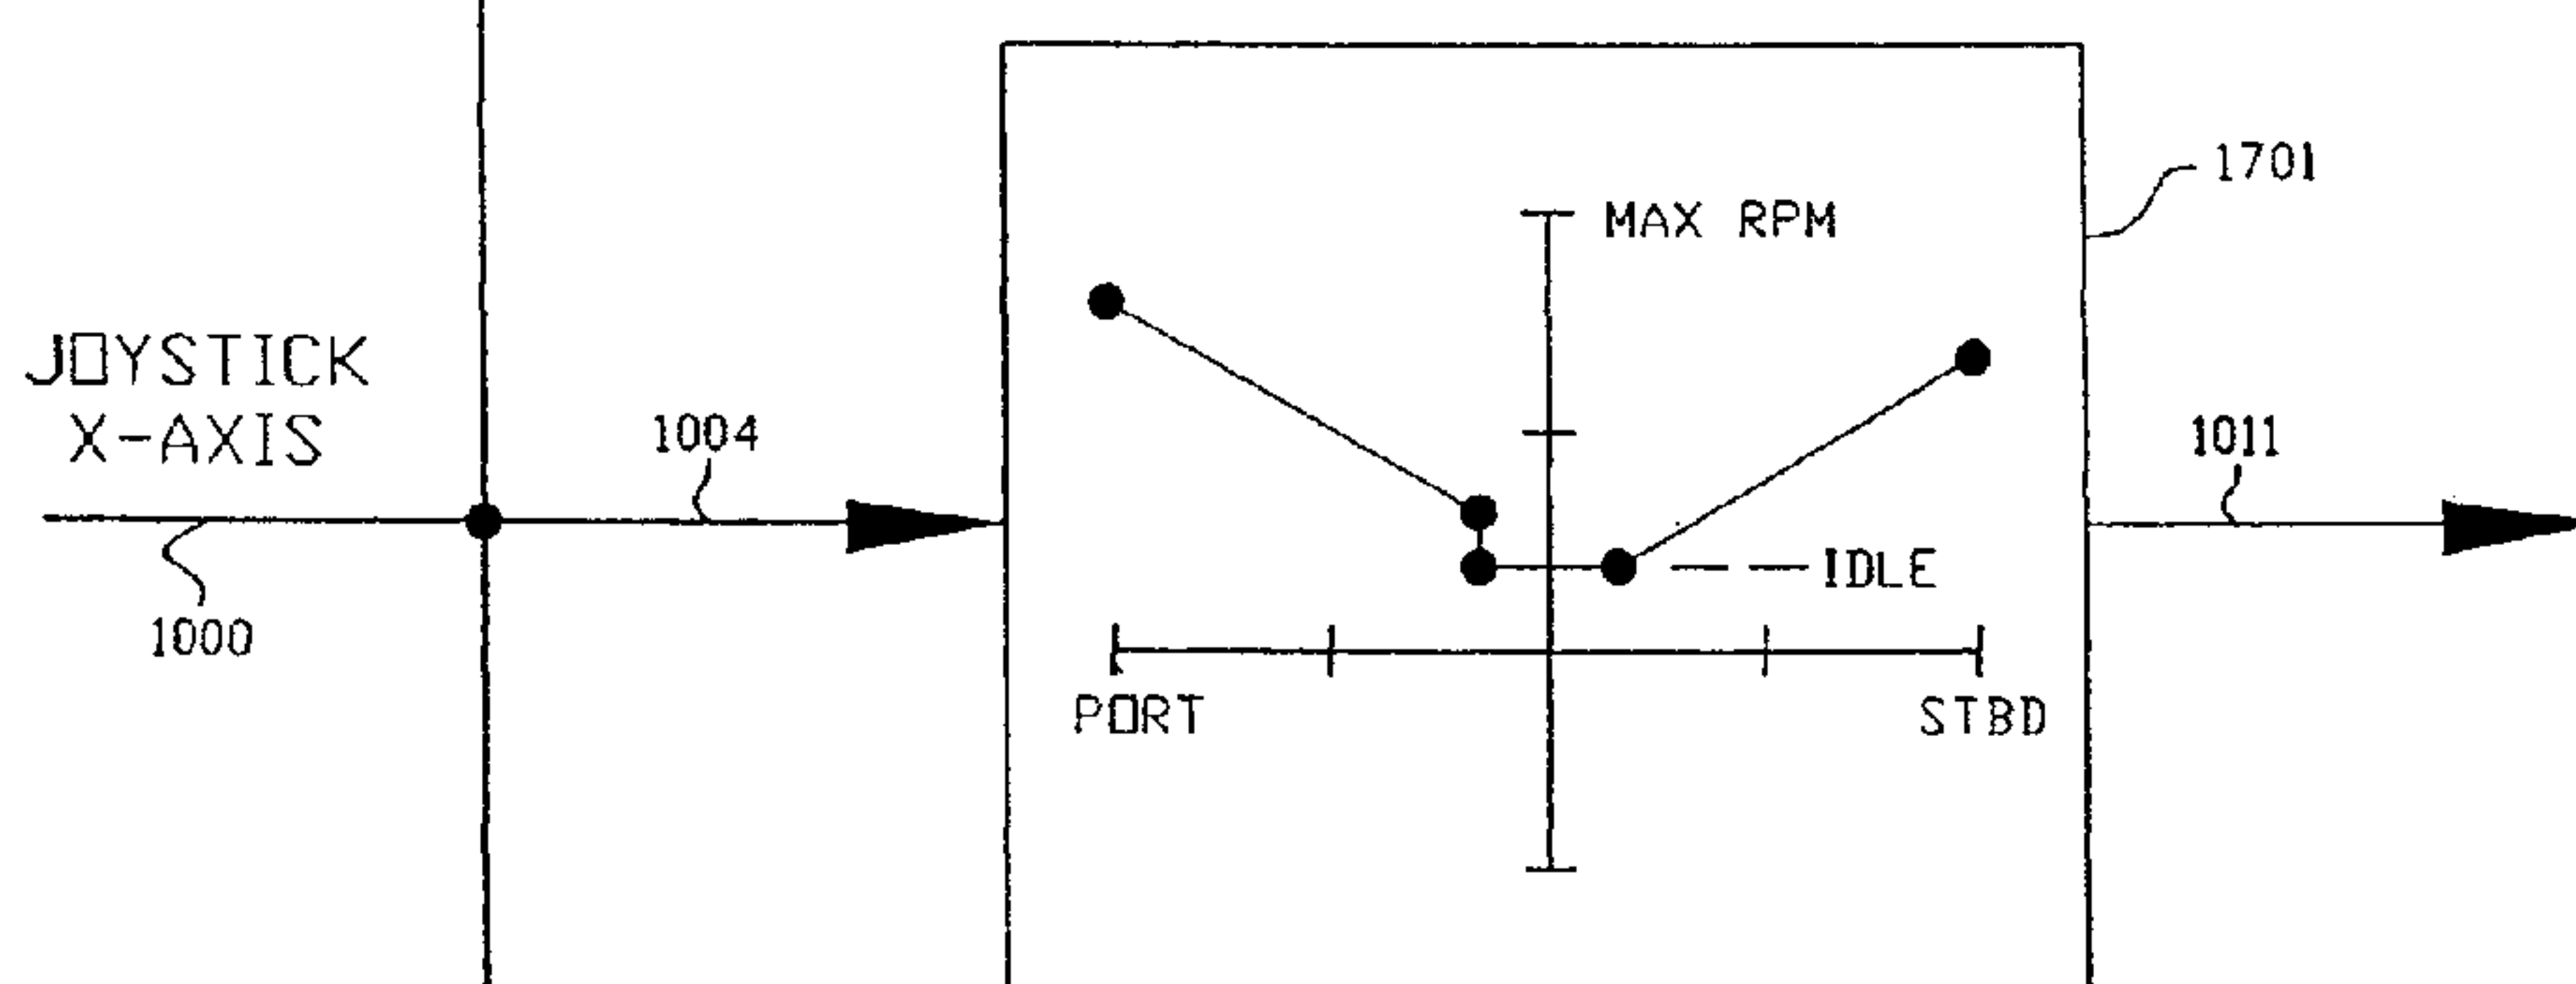 1701
MAX RPM
JOYSTICK
X-AXIS
1004
1011
IDLE
1000
PORT
STBD